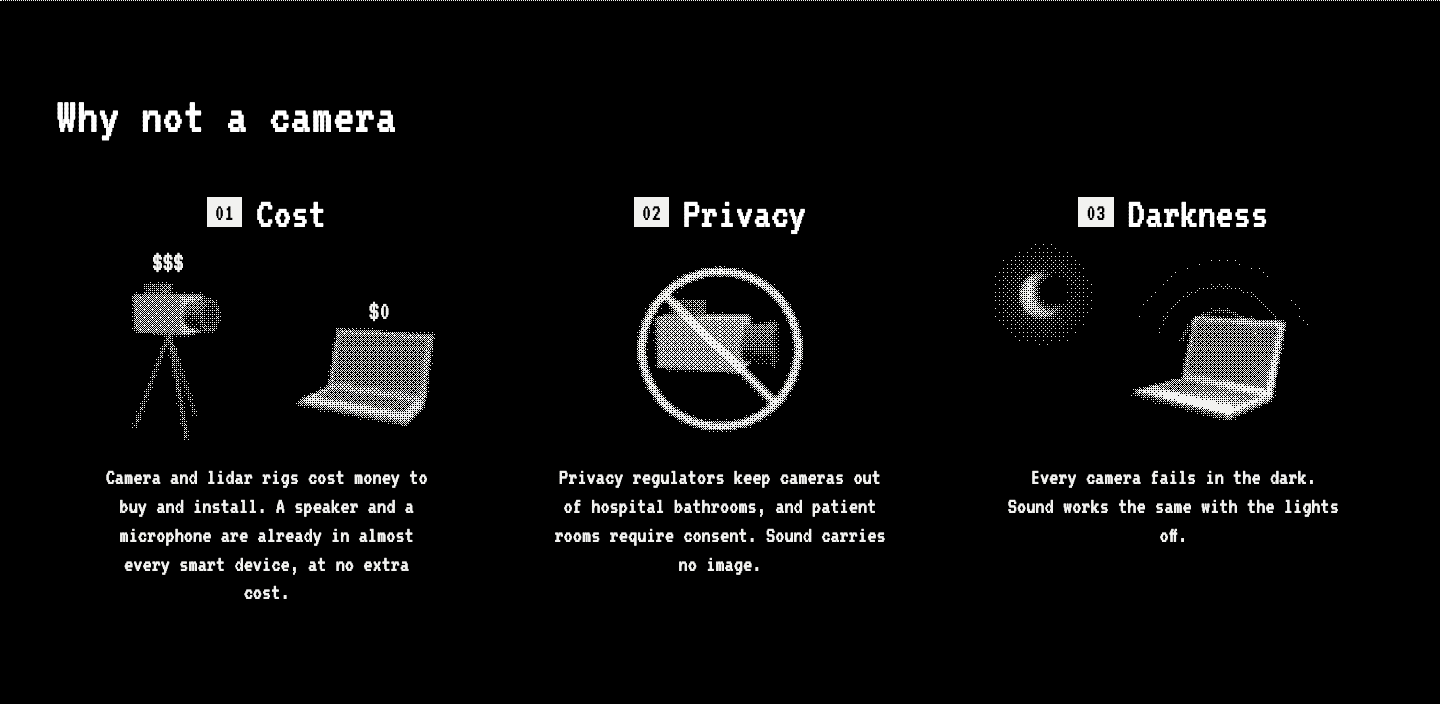 Why not a camera
01 Cost
$$$
$0
Camera and lidar rigs cost money to
buy and install. A speaker and a
microphone are already in almost
every smart device, at no extra
cost.
02 Privacy
Privacy regulators keep cameras out
of hospital bathrooms, and patient
rooms require consent. Sound carries
no image.
03 Darkness
Every camera fails in the dark.
Sound works the same with the lights
off.